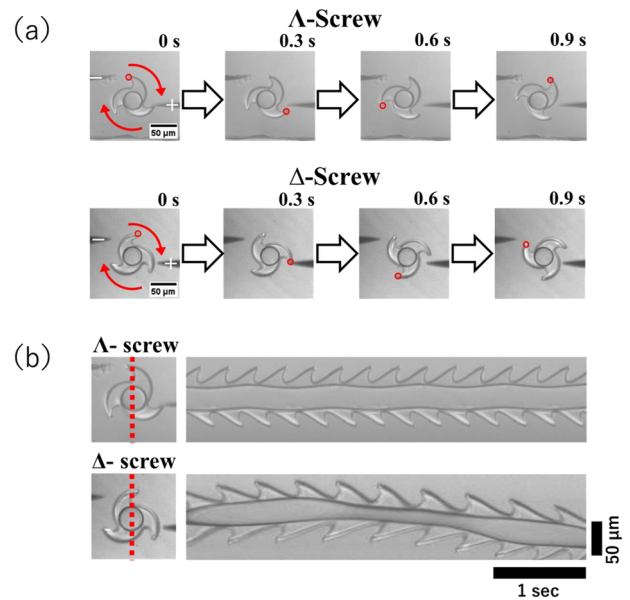 (a)
Λ-Screw
0 s
0.3 s
0.6 s
0.9 s
50 µm
Δ-Screw
0 s
0.3 s
0.6 s
0.9 s
50 µm
(b)
Λ- screw
Δ- screw
50 µm
1 sec